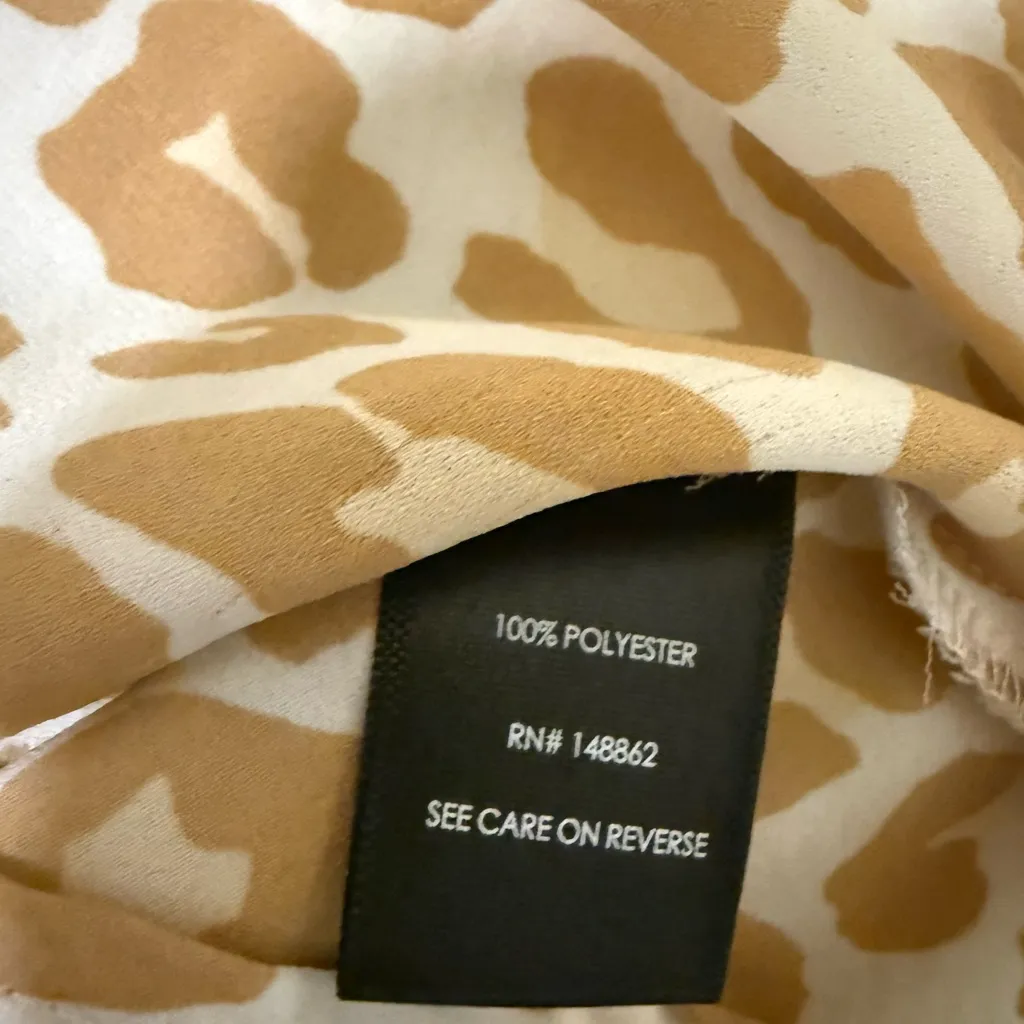 100% POLYESTER
RN# 148862
SEE CARE ON REVERSE